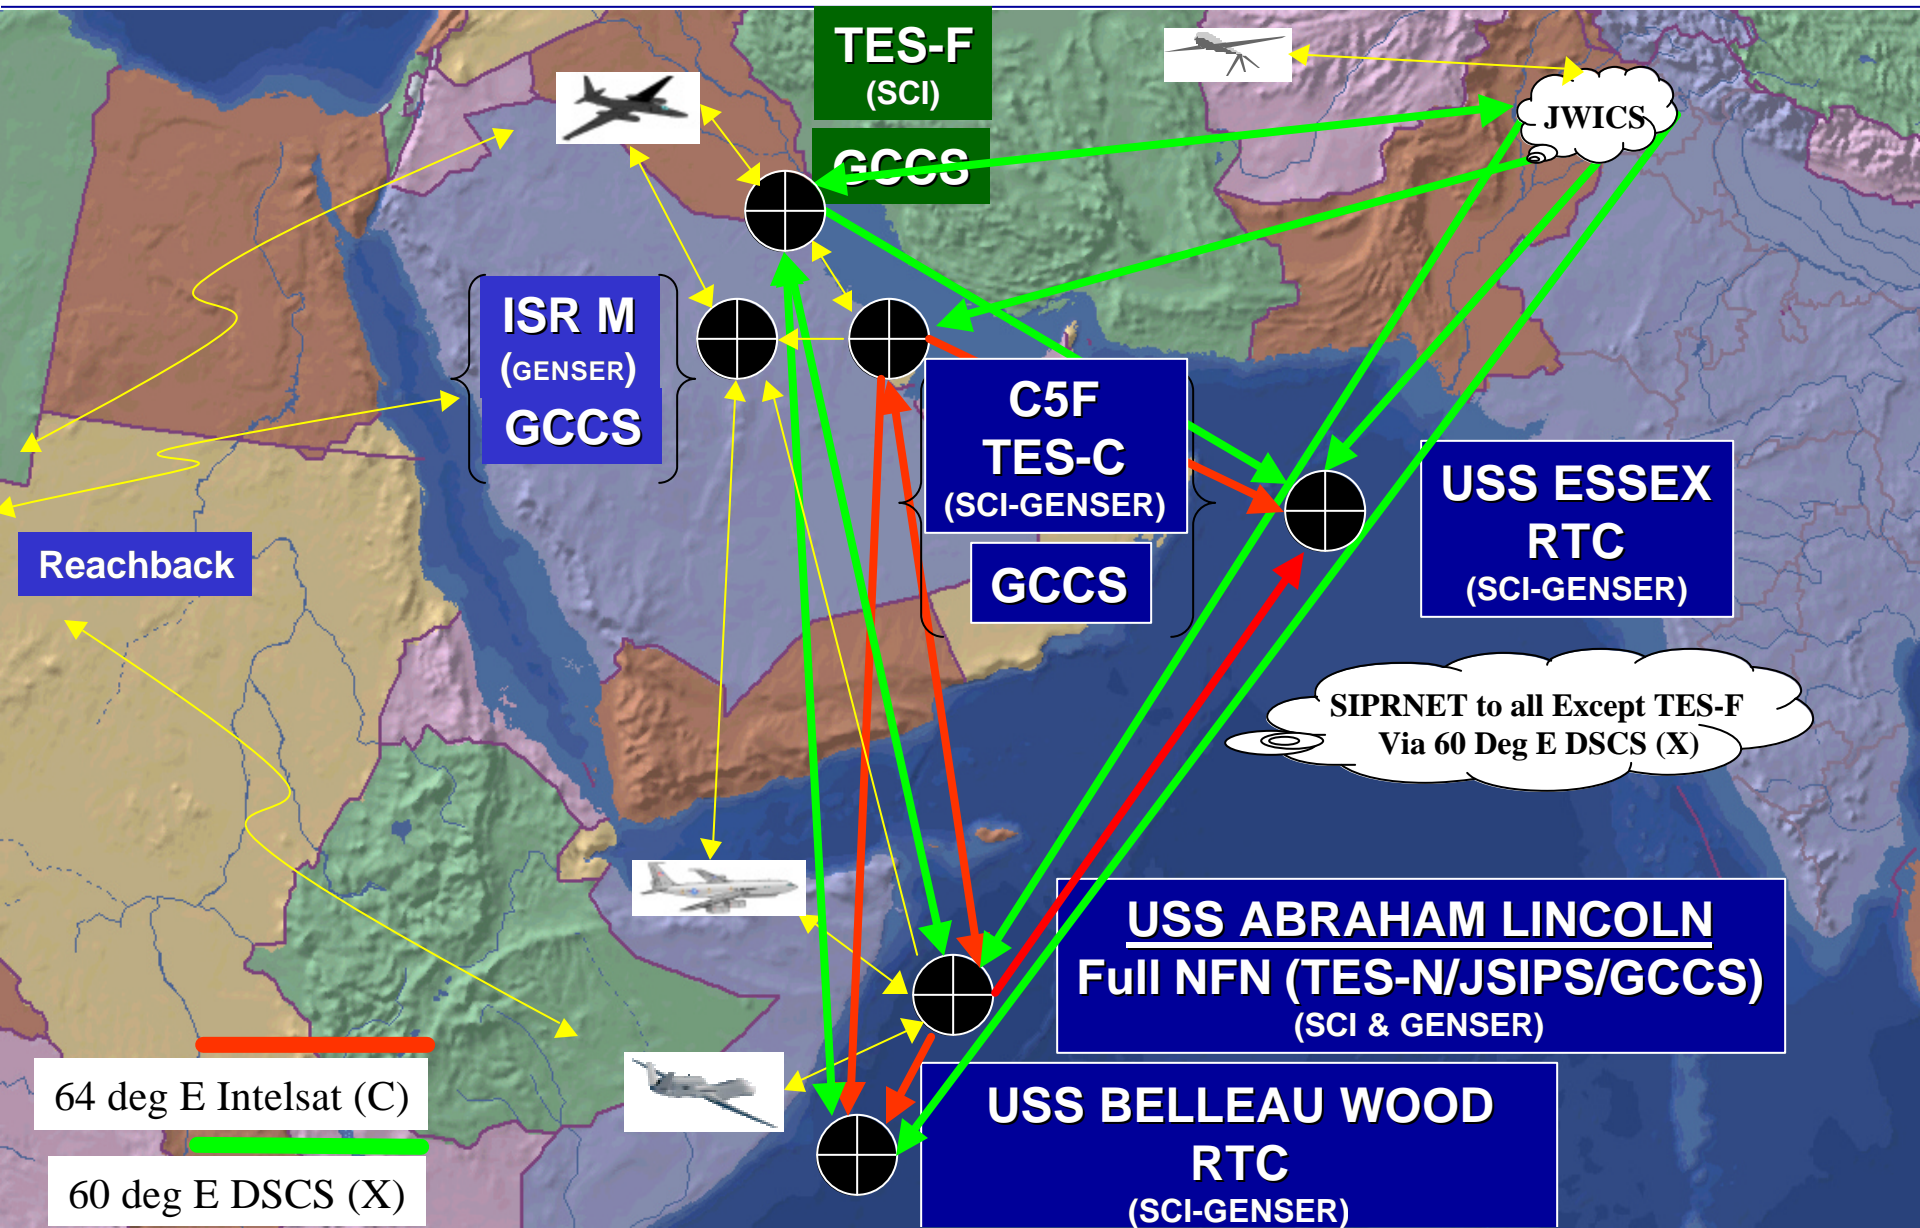 TES-F
(SCI)
GCCS
JWICS
ISR M
(GENSER)
GCCS
C5F
TES-C
(SCI-GENSER)
GCCS
USS ESSEX
RTC
(SCI-GENSER)
Reachback
SIPRNET to all Except TES-F
Via 60 Deg E DSCS (X)
USS ABRAHAM LINCOLN
Full NFN (TES-N/JSIPS/GCCS)
(SCI & GENSER)
64 deg E Intelsat (C)
60 deg E DSCS (X)
USS BELLEAU WOOD
RTC
(SCI-GENSER)